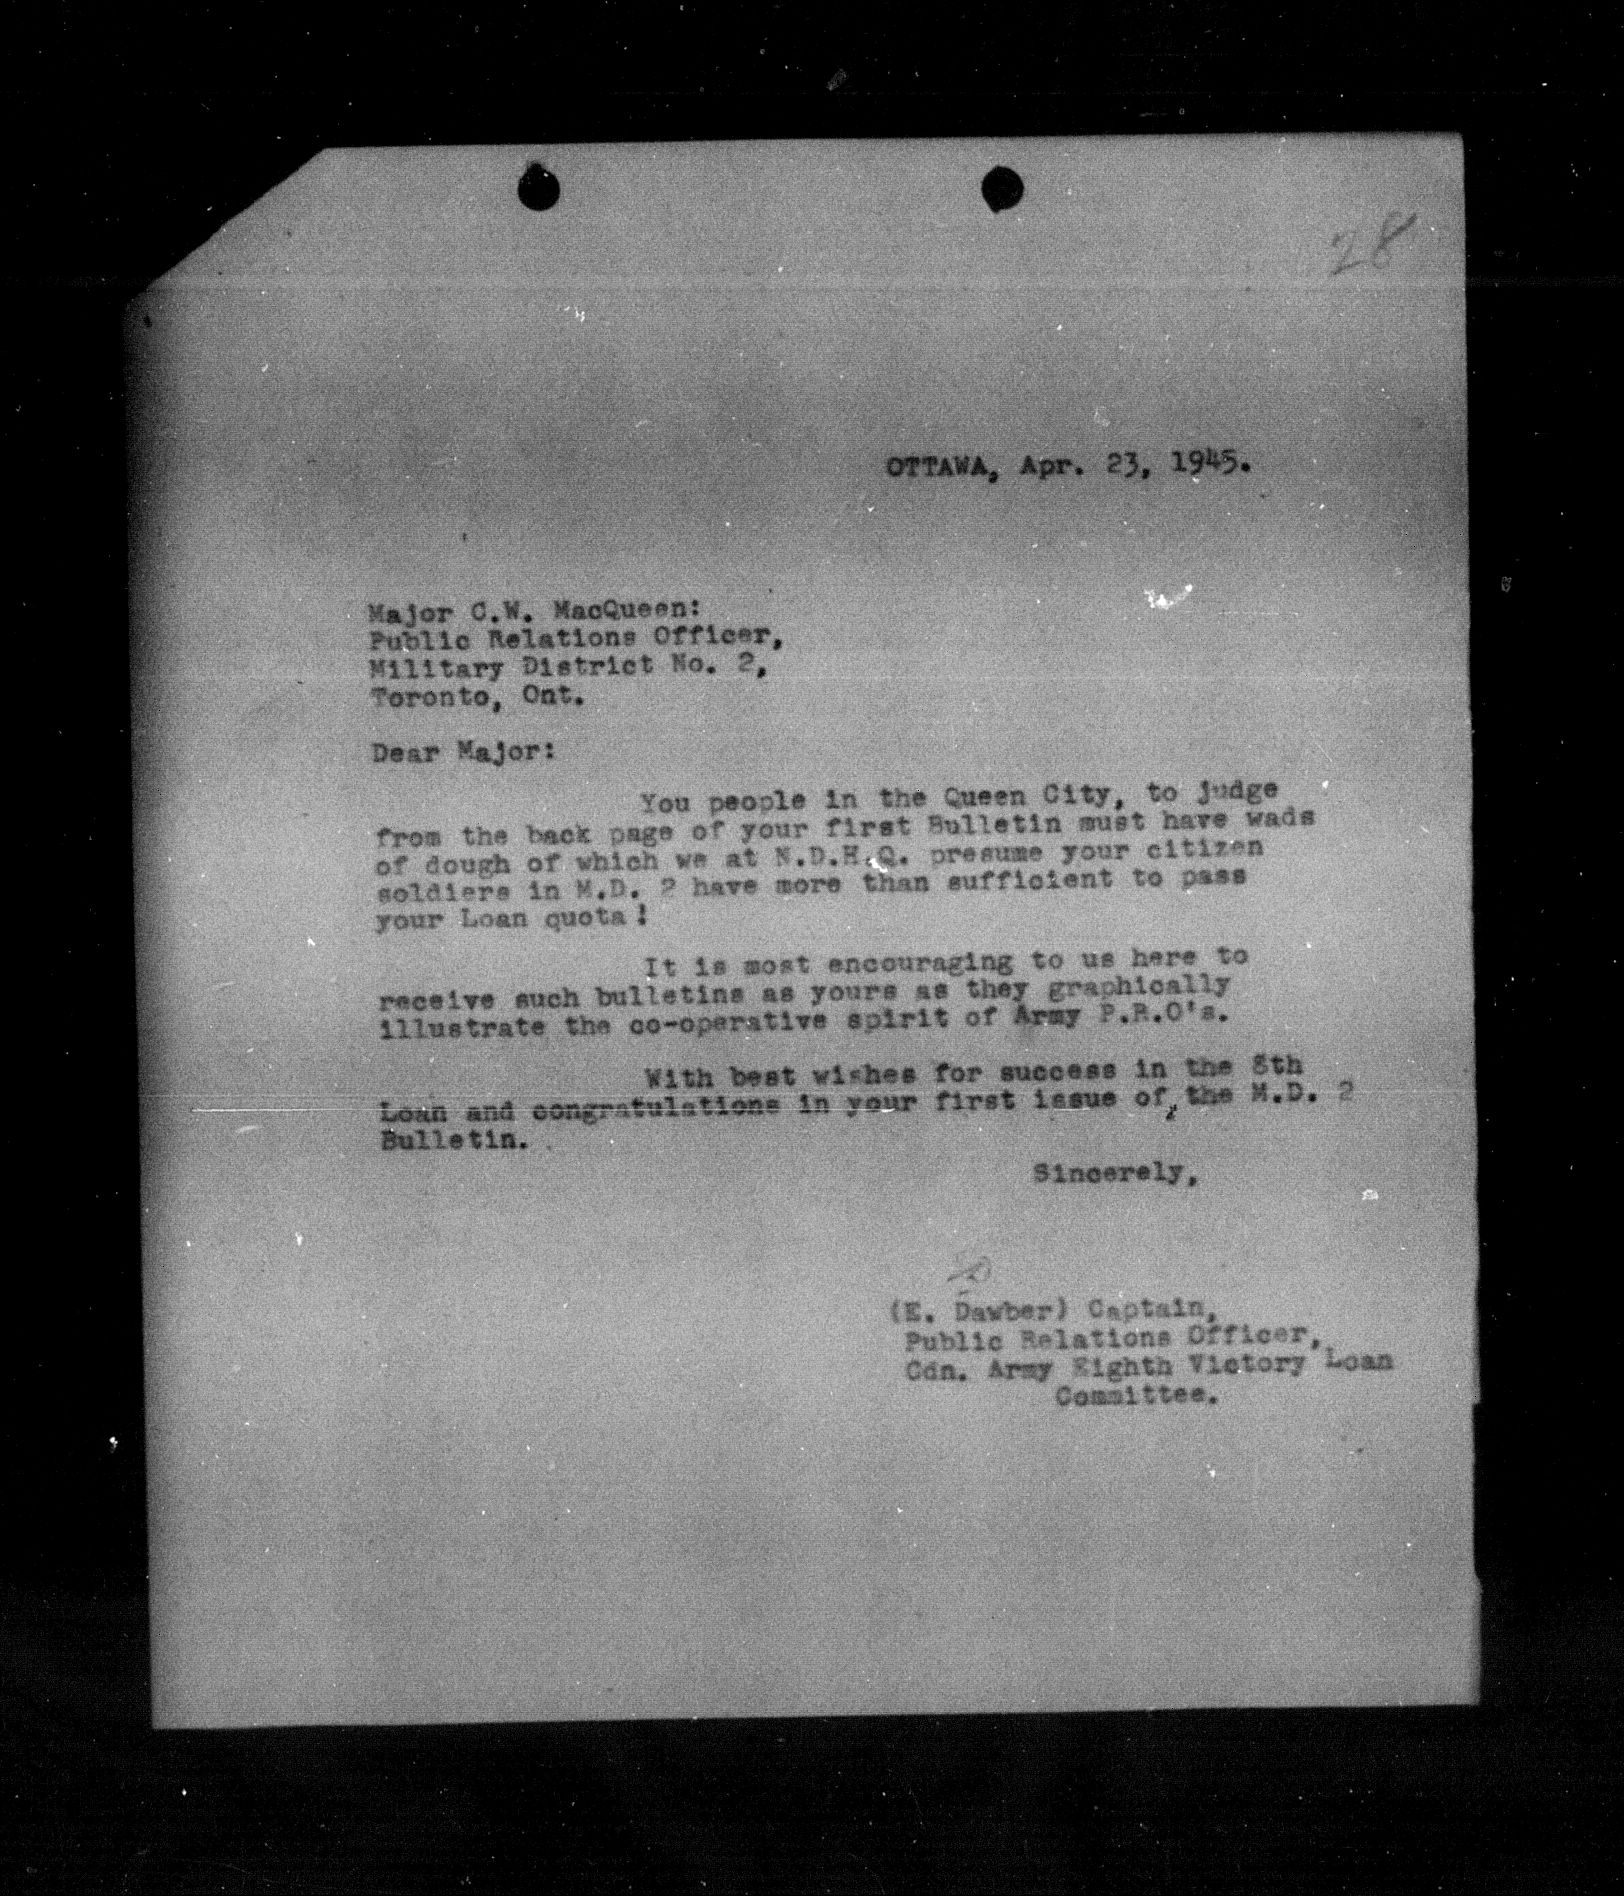 28
OTTAWA, Apr. 23, 1945.
Major C.W. MacQueen:
Public Relations Officer,
Military District No. 2,
Toronto, Ont.
Dear Major:
You people in the Queen City, to judge
from the back page of your first Bulletin must have wads
of dough of which we at N.D.H.Q. presume your citizen
soldiers in M.D. 2 have more than sufficient to pass
your Loan quota!
It is most encouraging to us here to
receive such bulletins as yours as they graphically
illustrate the co-operative spirit of Army P.R.O's.
With best wishes for success in the 8th
Loan and congratulations in your first issue of, the M.D. 2
Bulletin.
Sincerely,
(E. Dawber) Captain,
Public Relations Officer,
Cdn. Army Eighth Victory Loan
Committee.